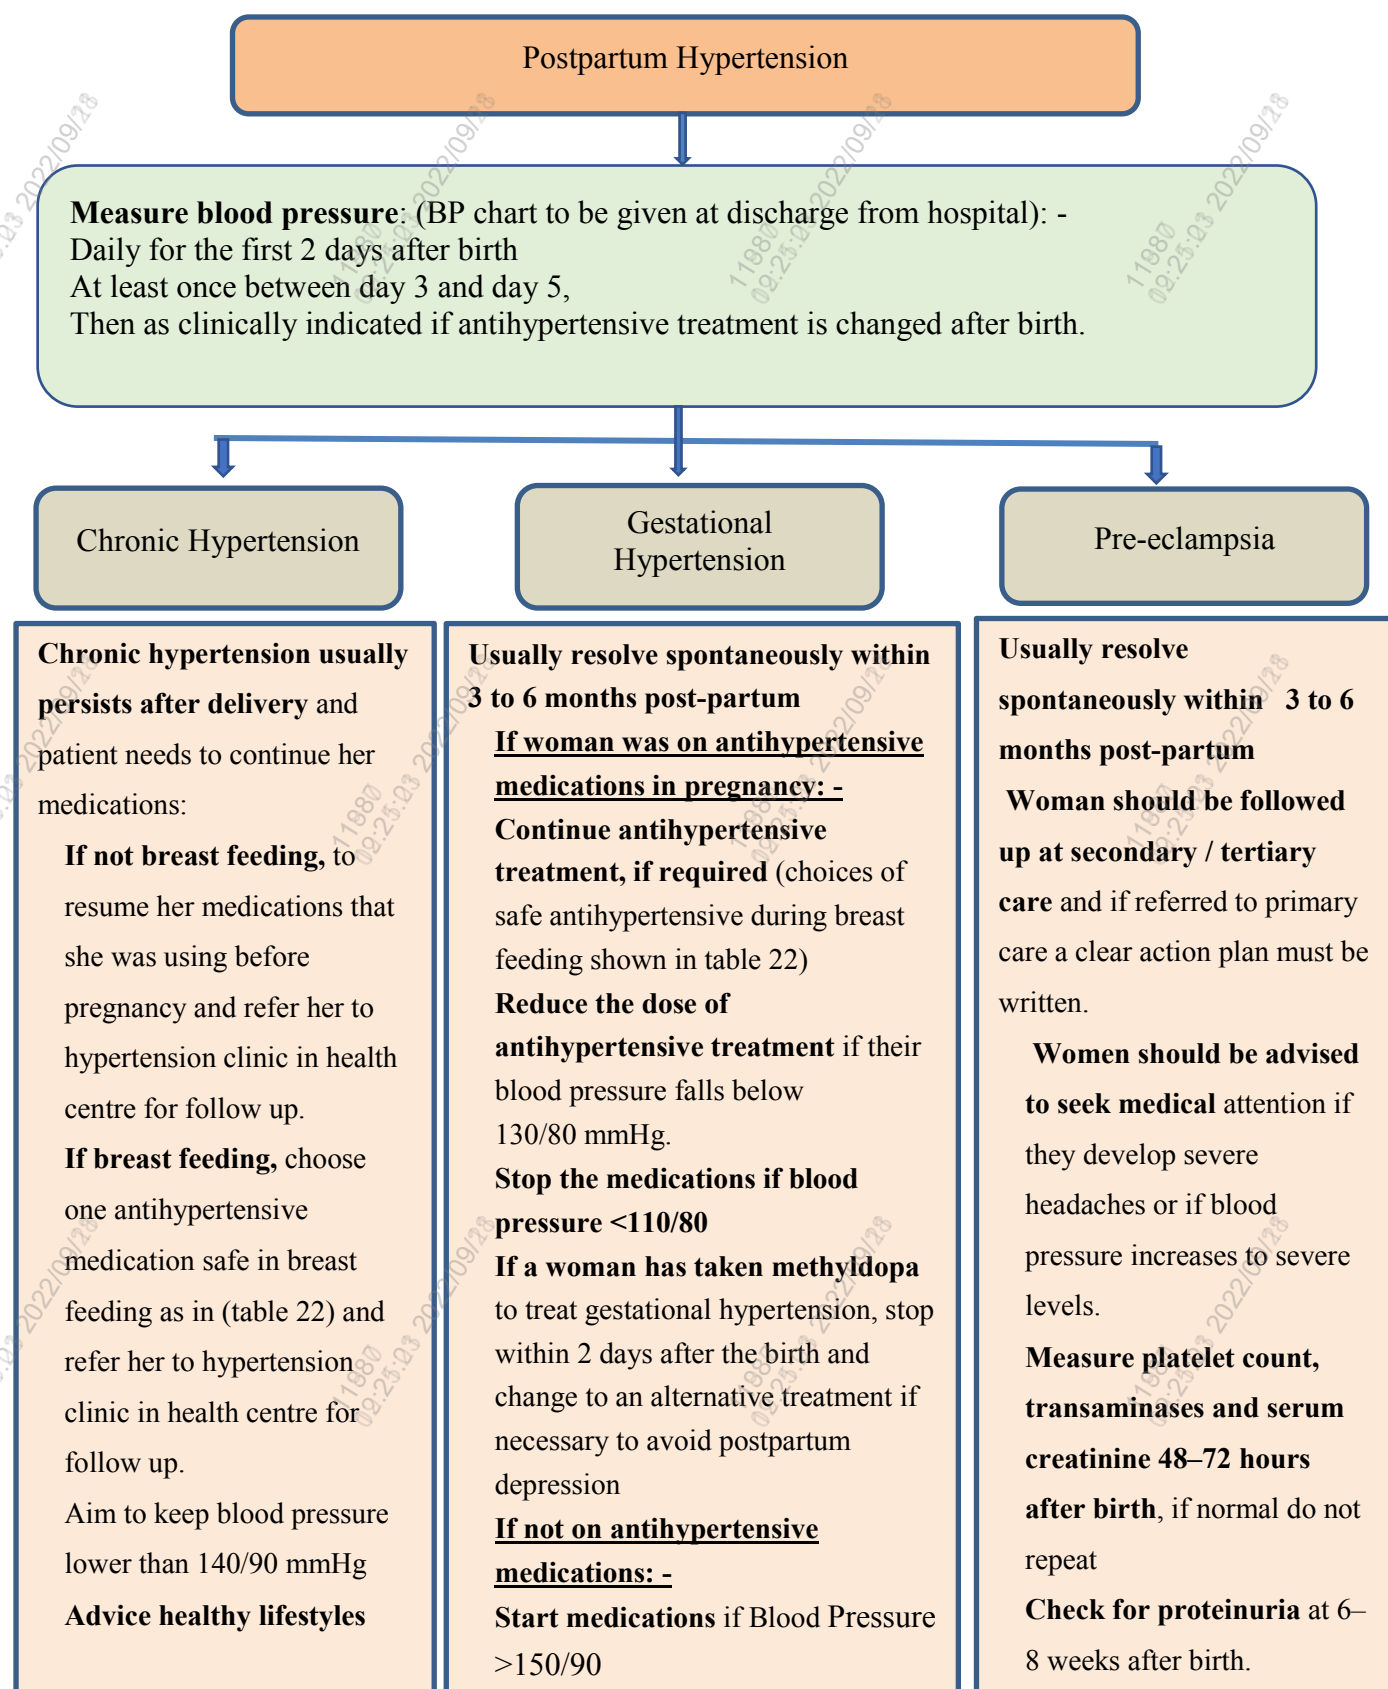 Postpartum Hypertension
Measure blood pressure: (BP chart to be given at discharge from hospital): -
Daily for the first 2 days after birth
At least once between day 3 and day 5,
Then as clinically indicated if antihypertensive treatment is changed after birth.
Chronic Hypertension
Gestational
Hypertension
Pre-eclampsia
Chronic hypertension usually
persists after delivery and
patient needs to continue her
medications:
If not breast feeding, to
resume her medications that
she was using before
pregnancy and refer her to
hypertension clinic in health
centre for follow up.
If breast feeding, choose
one antihypertensive
medication safe in breast
feeding as in (table 22) and
refer her to hypertension
clinic in health centre for
follow up.
Aim to keep blood pressure
lower than 140/90 mmHg
Advice healthy lifestyles
Usually resolve spontaneously within
3 to 6 months post-partum
If woman was on antihypertensive
medications in pregnancy: -
Continue antihypertensive
treatment, if required (choices of
safe antihypertensive during breast
feeding shown in table 22)
Reduce the dose of
antihypertensive treatment if their
blood pressure falls below
130/80 mmHg.
Stop the medications if blood
pressure <110/80
If a woman has taken methyldopa
to treat gestational hypertension, stop
within 2 days after the birth and
change to an alternative treatment if
necessary to avoid postpartum
depression
If not on antihypertensive
medications: -
Start medications if Blood Pressure
>150/90
Usually resolve
spontaneously within 3 to 6
months post-partum
Woman should be followed
up at secondary / tertiary
care and if referred to primary
care a clear action plan must be
written.
Women should be advised
to seek medical attention if
they develop severe
headaches or if blood
pressure increases to severe
levels.
Measure platelet count,
transaminases and serum
creatinine 48–72 hours
after birth, if normal do not
repeat
Check for proteinuria at 6–
8 weeks after birth.